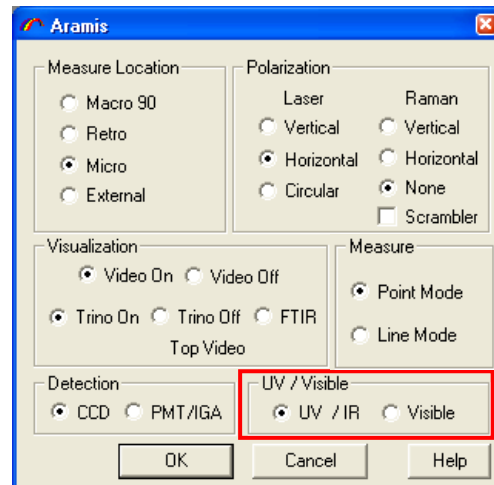 Aramis
Measure Location
Macro 90
Retro
Micro
External
Polarization
Laser Raman
Vertical Vertical
Horizontal Horizontal
Circular None
Scrambler
Visualization
Video On Video Off
Trino On Trino Off FTIR
Top Video
Measure
Point Mode
Line Mode
Detection
CCD PMT/IGA
UV / Visible
UV / IR Visible
OK Cancel Help